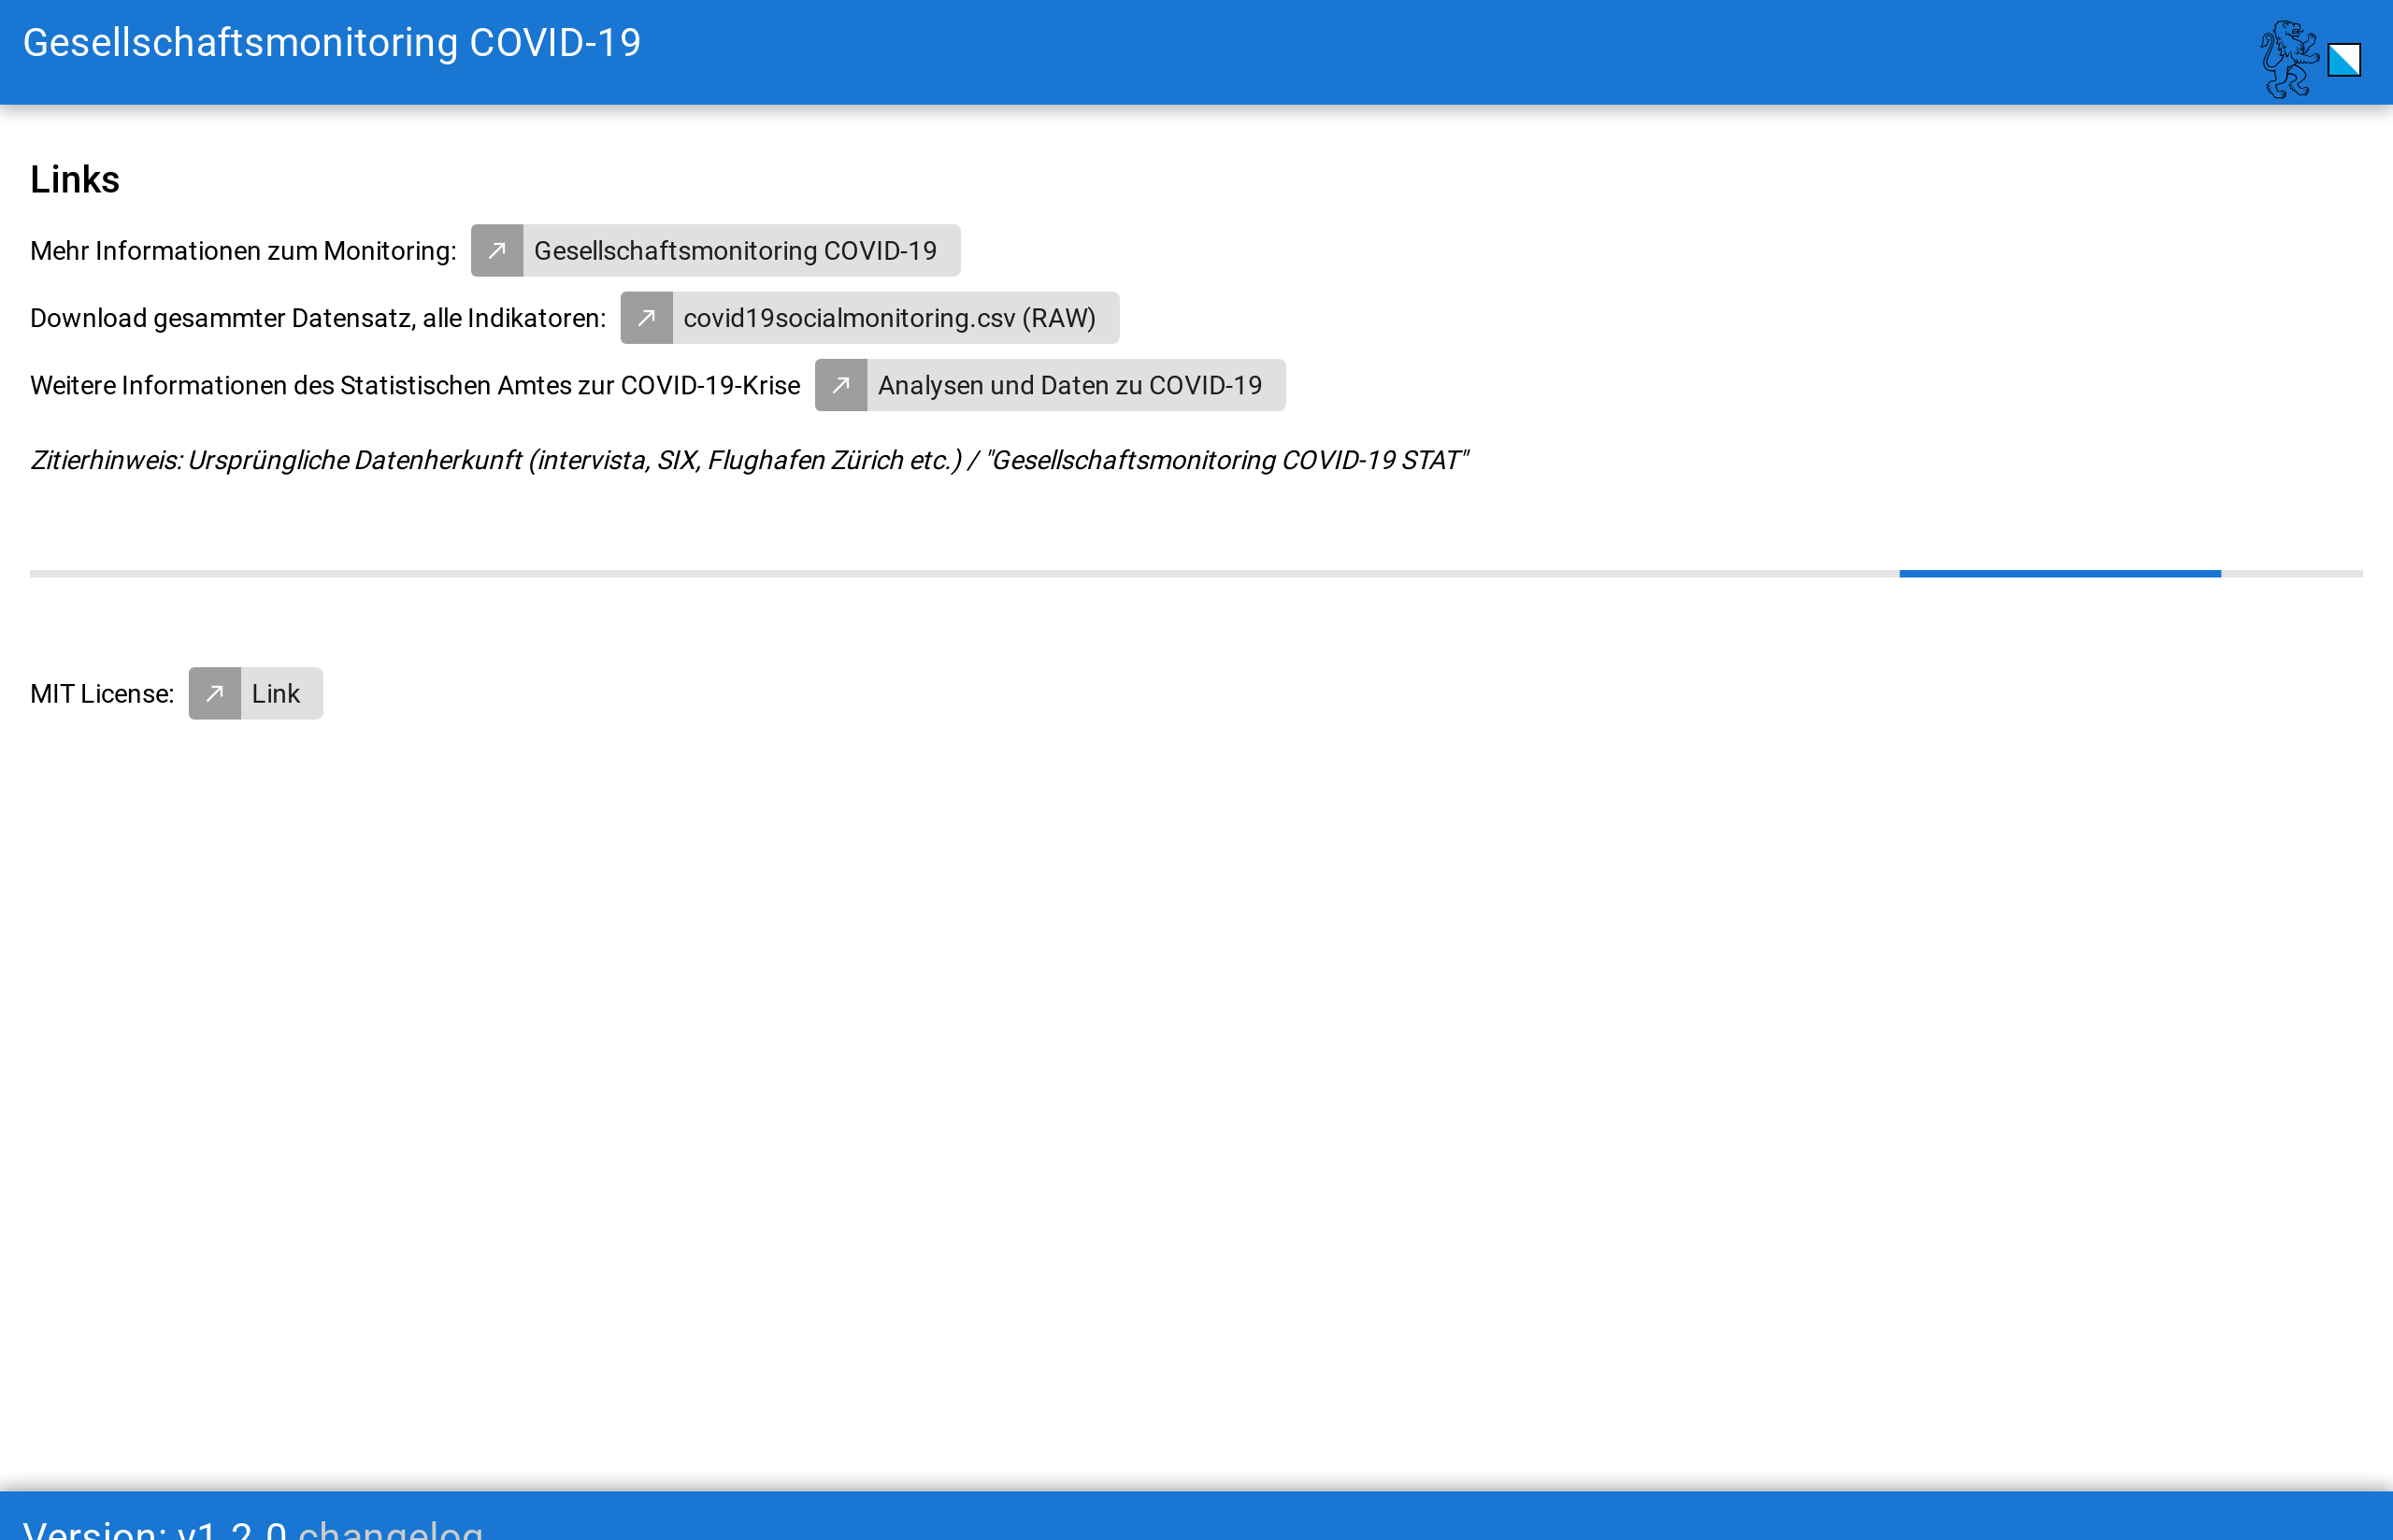 Gesellschaftsmonitoring COVID-19
Links
Mehr Informationen zum Monitoring: Gesellschaftsmonitoring COVID-19
Download gesammter Datensatz, alle Indikatoren: covid19socialmonitoring.csv (RAW)
Weitere Informationen des Statistischen Amtes zur COVID-19-Krise Analysen und Daten zu COVID-19
Zitierhinweis: Ursprüngliche Datenherkunft (intervista, SIX, Flughafen Zürich etc.) / "Gesellschaftsmonitoring COVID-19 STAT"
MIT License: Link
Version: v1.2.0 changelog